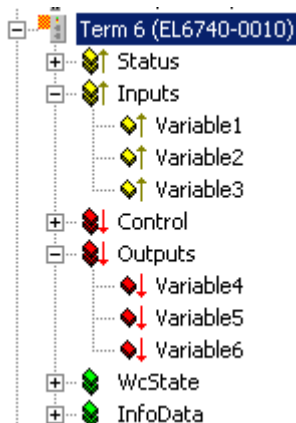 Term 6 (EL6740-0010)
Status
Inputs
Variable1
Variable2
Variable3
Control
Outputs
Variable4
Variable5
Variable6
WcState
InfoData